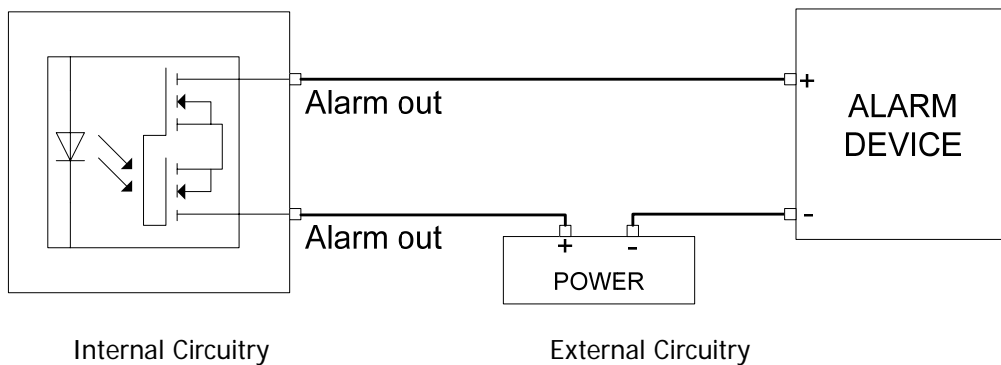 Alarm out
+
ALARM
DEVICE
Alarm out
-
+ -
POWER
Internal Circuitry
External Circuitry